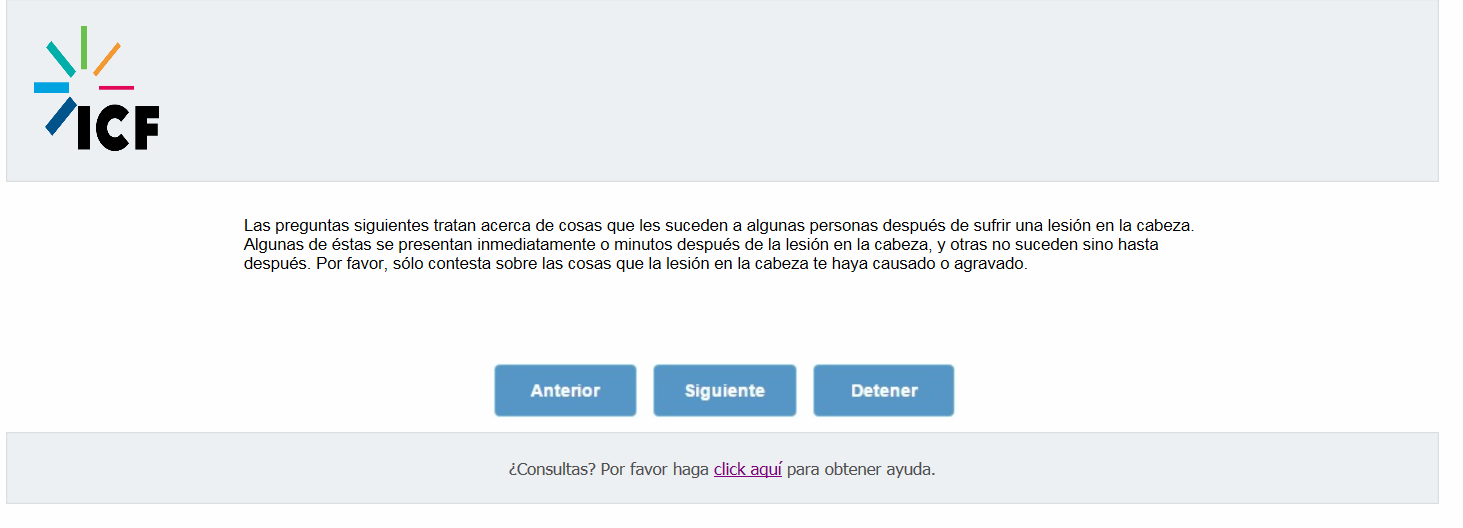 ICF
Las preguntas siguientes tratan acerca de cosas que les suceden a algunas personas después de sufrir una lesión en la cabeza.
Algunas de éstas se presentan inmediatamente o minutos después de la lesión en la cabeza, y otras no suceden sino hasta
después. Por favor, sólo contesta sobre las cosas que la lesión en la cabeza te haya causado o agravado.
Anterior Siguiente Detener
¿Consultas? Por favor haga click aquí para obtener ayuda.